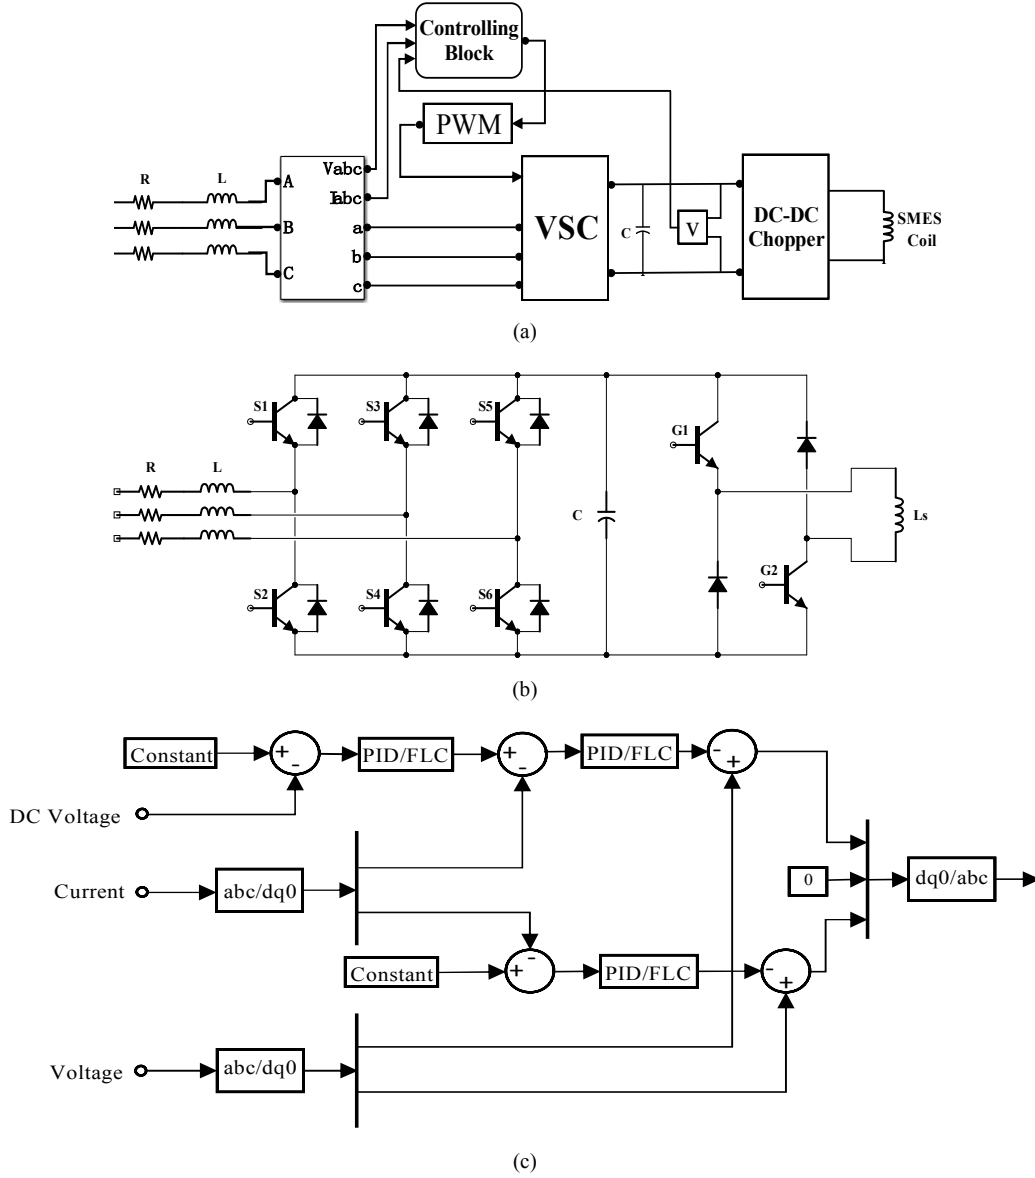 Controlling
Block
PWM
R
L
A
B
C
Vabc
Iabc
a
b
c
VSC
C
V
DC-DC
Chopper
SMES
Coil
(a)
S1
S3
S5
G1
R
L
C
Ls
S2
S4
S6
G2
(b)
Constant
+
-
PID/FLC
+
-
PID/FLC
-
+
DC Voltage
Current
abc/dq0
0
dq0/abc
Constant
+
-
PID/FLC
-
+
Voltage
abc/dq0
(c)